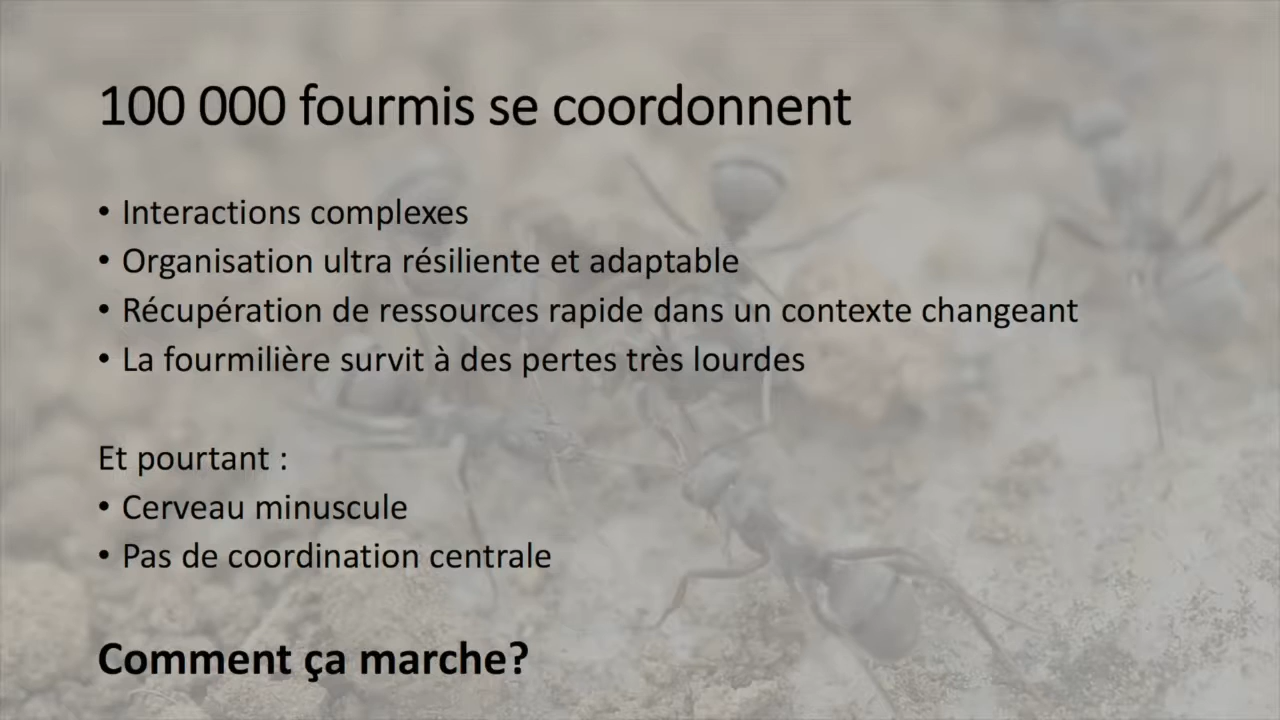 100 000 fourmis se coordonnent
• Interactions complexes
• Organisation ultra résiliente et adaptable
• Récupération de ressources rapide dans un contexte changeant
• La fourmilière survit à des pertes très lourdes
Et pourtant :
• Cerveau minuscule
• Pas de coordination centrale
Comment ça marche?